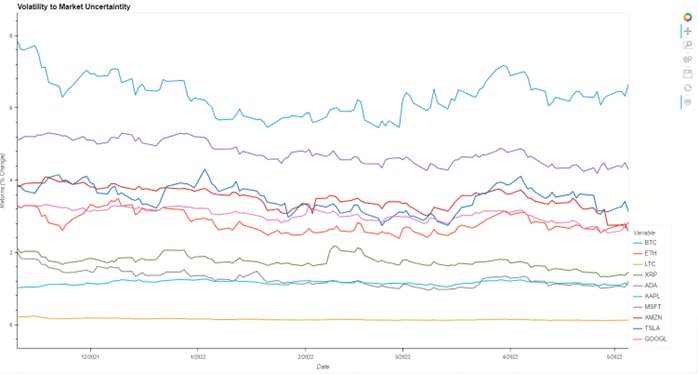 Volatility to Market Uncertaintity
8
6
4
2
0
Returns (% Change)
12/2021
1/2022
2/2022
3/2022
4/2022
5/2022
Date
Variable
BTC
ETH
LTC
XRP
ADA
AAPL
MSFT
AMZN
TSLA
GOOGL